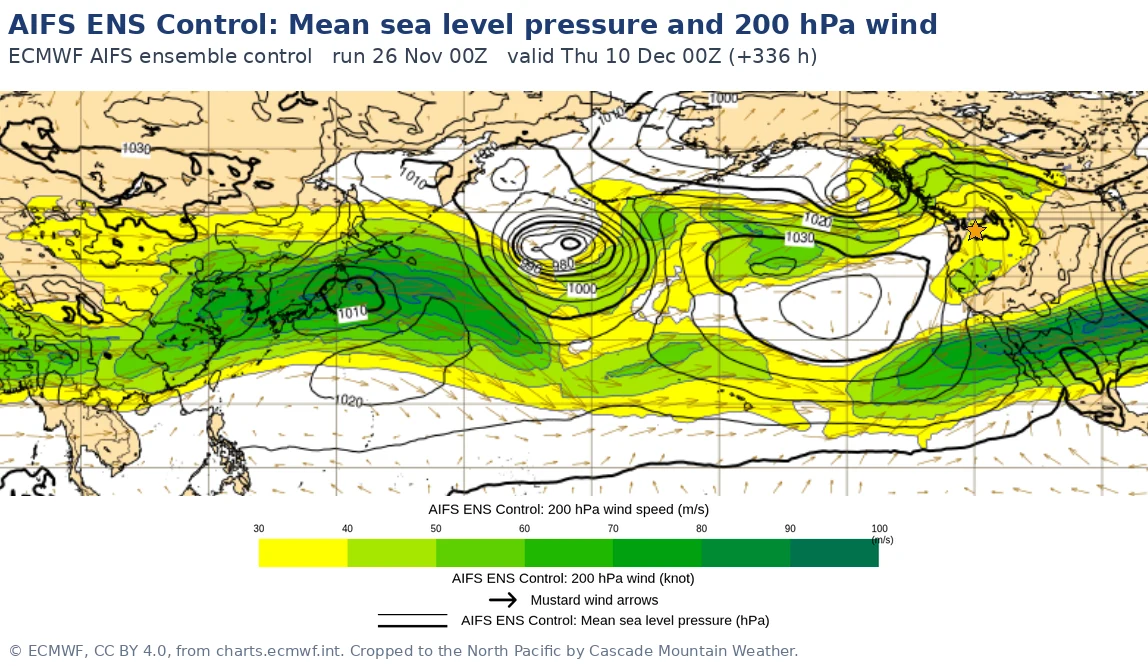 AIFS ENS Control: Mean sea level pressure and 200 hPa wind
ECMWF AIFS ensemble control run 26 Nov 00Z valid Thu 10 Dec 00Z (+336 h)
1000
1010
1030
1010
1010
1020
1030
980
1000
1010
1020
AIFS ENS Control: 200 hPa wind speed (m/s)
30 40 50 60 70 80 90 100
(m/s)
AIFS ENS Control: 200 hPa wind (knot)
Mustard wind arrows
AIFS ENS Control: Mean sea level pressure (hPa)
© ECMWF, CC BY 4.0, from charts.ecmwf.int. Cropped to the North Pacific by Cascade Mountain Weather.